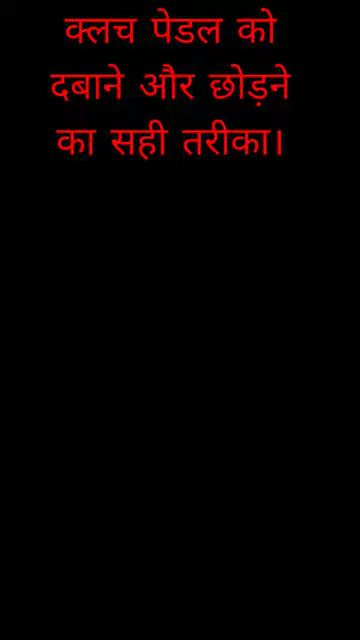 क्लच पेडल को
दबाने और छोड़ने
का सही तरीका।